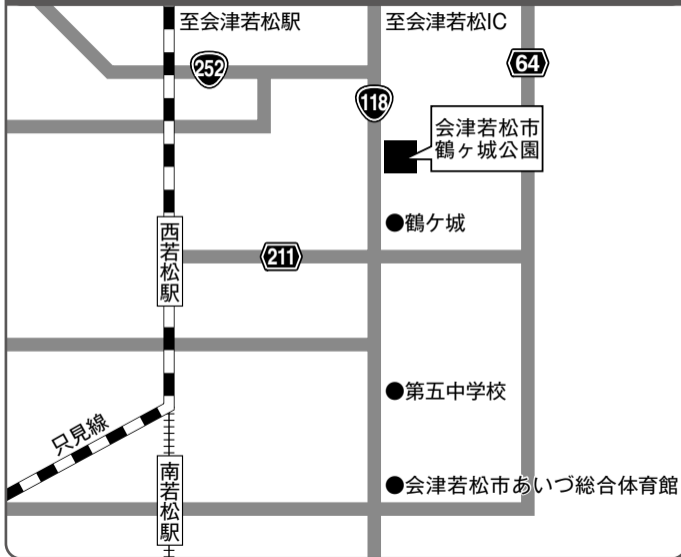 至会津若松駅
至会津若松IC
252
64
118
会津若松市
鶴ヶ城公園
鶴ケ城
西若松駅
211
第五中学校
只見線
南若松駅
会津若松市あいづ総合体育館